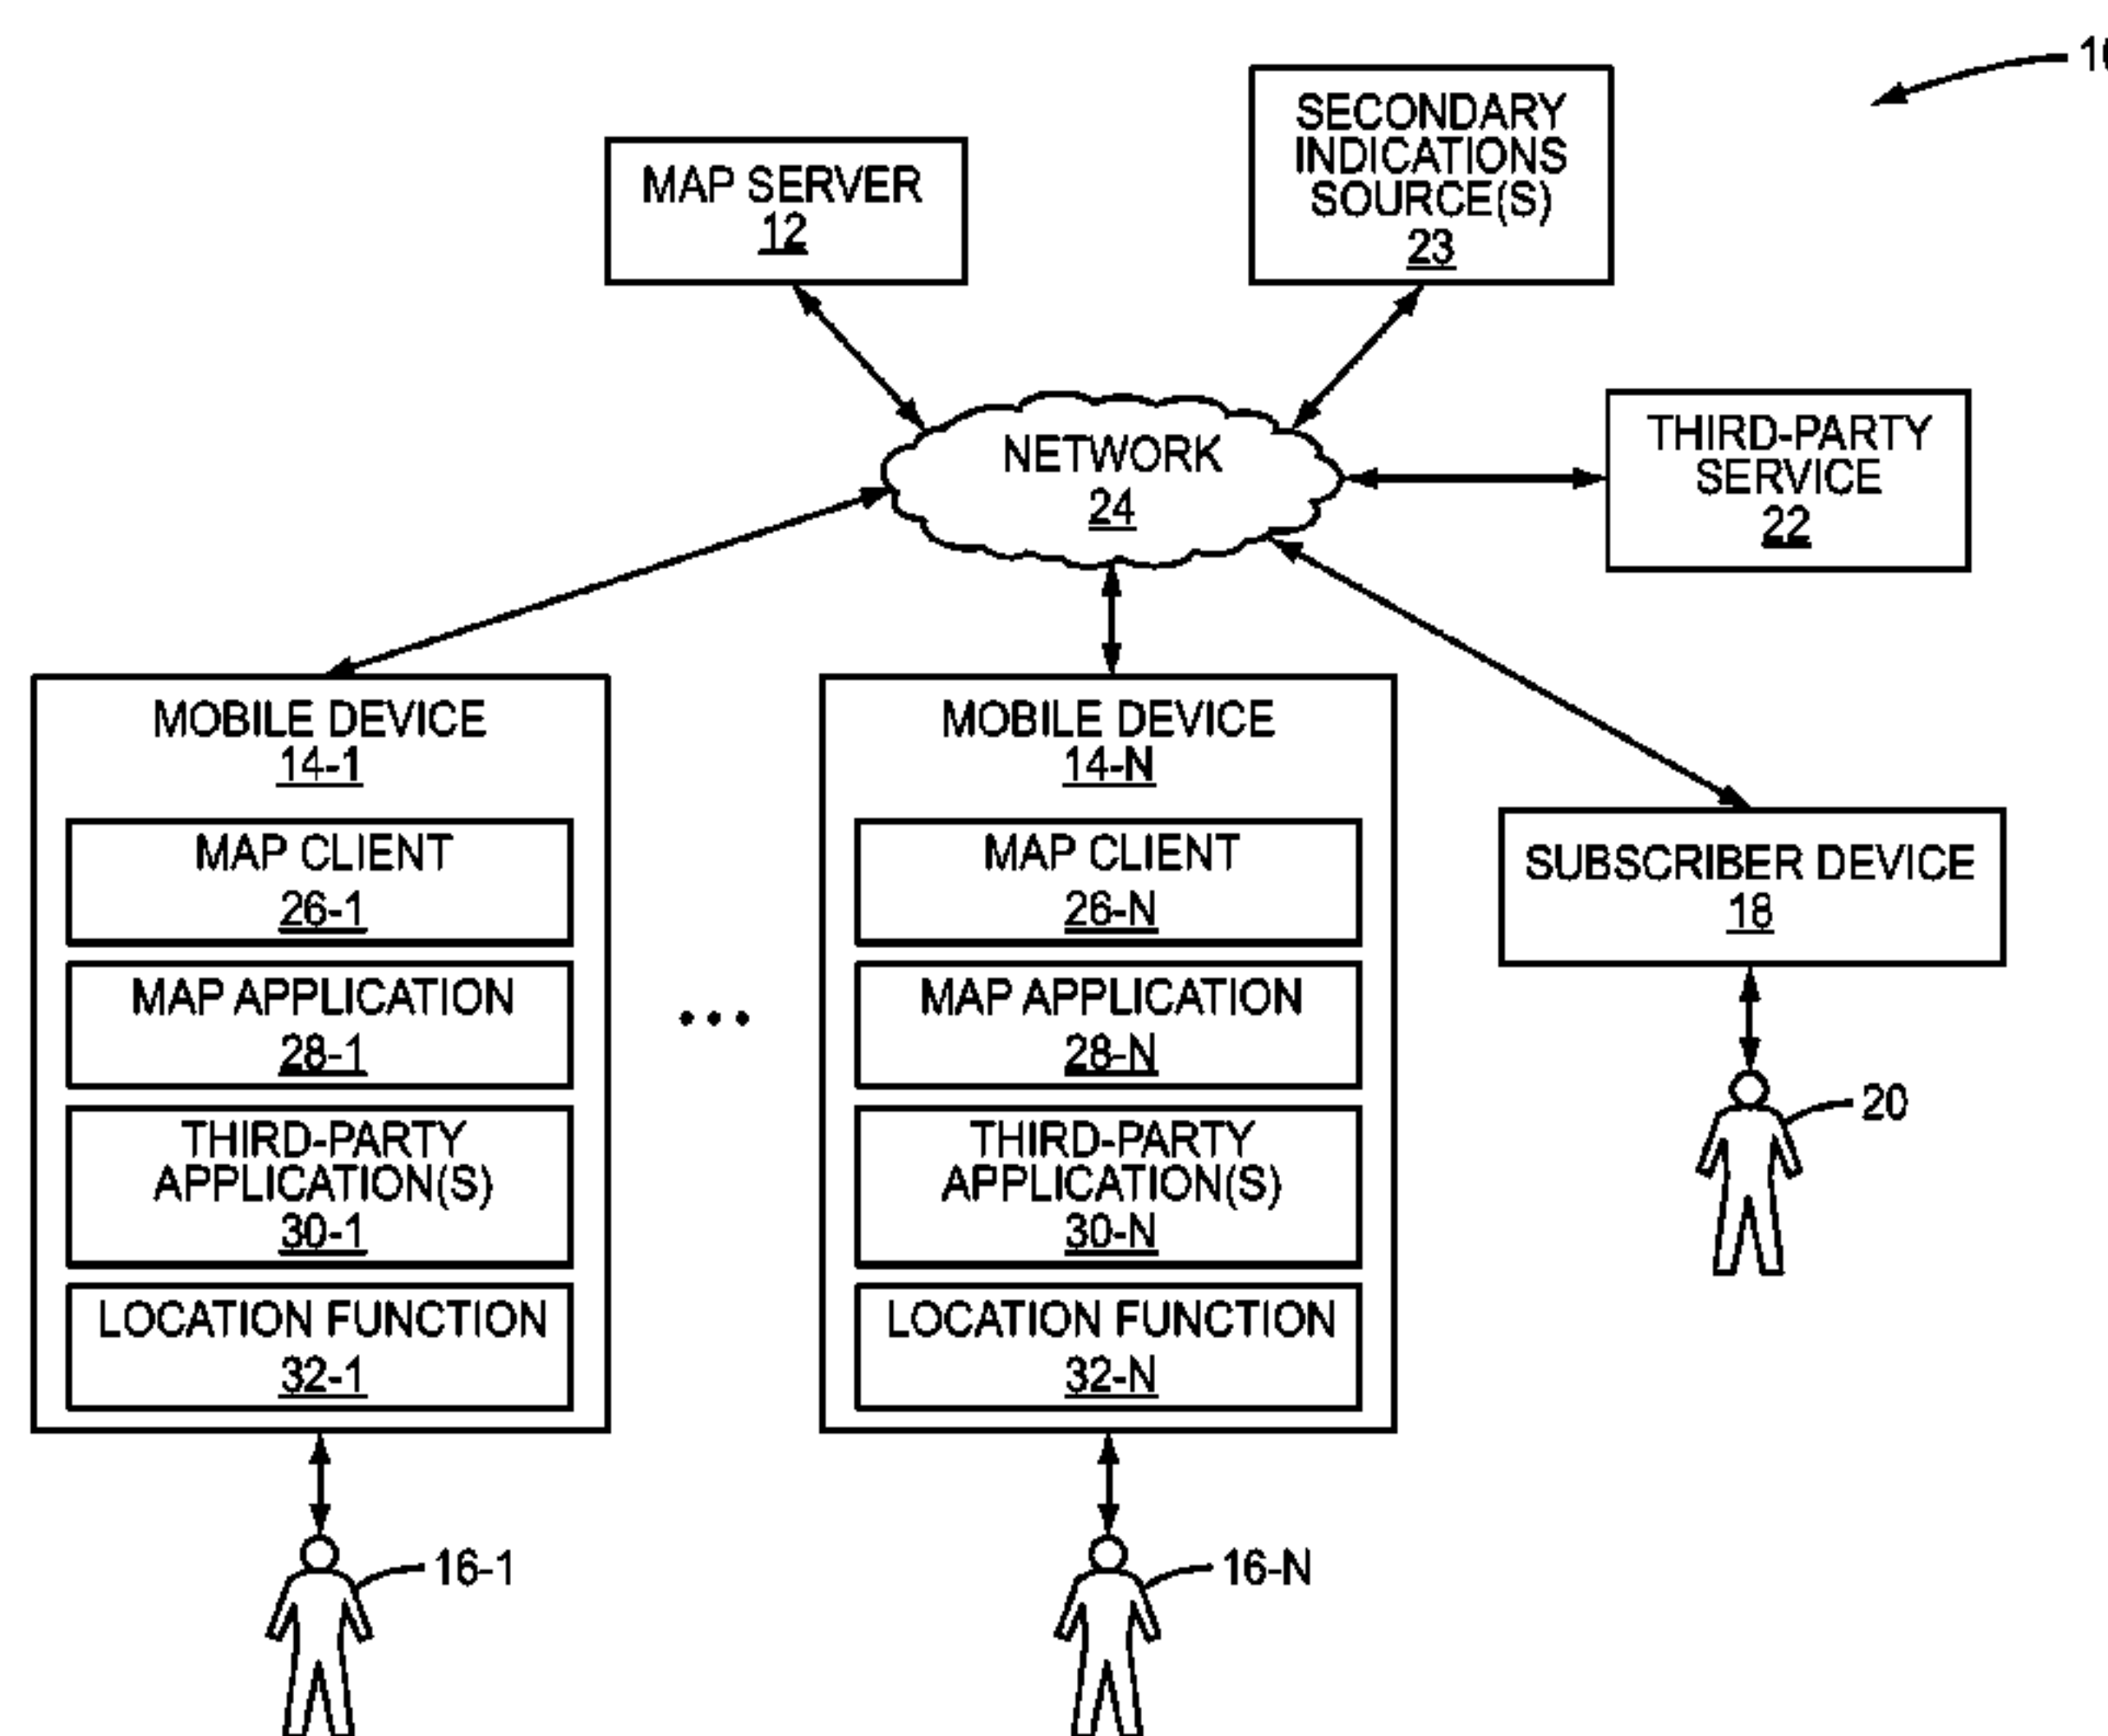 10
SECONDARY
INDICATIONS
SOURCE(S)
23
MAP SERVER
12
NETWORK
24
THIRD-PARTY
SERVICE
22
MOBILE DEVICE
14-1
MAP CLIENT
26-1
MAP APPLICATION
28-1
THIRD-PARTY
APPLICATION(S)
30-1
LOCATION FUNCTION
32-1
16-1
...
MOBILE DEVICE
14-N
MAP CLIENT
26-N
MAP APPLICATION
28-N
THIRD-PARTY
APPLICATION(S)
30-N
LOCATION FUNCTION
32-N
16-N
SUBSCRIBER DEVICE
18
20